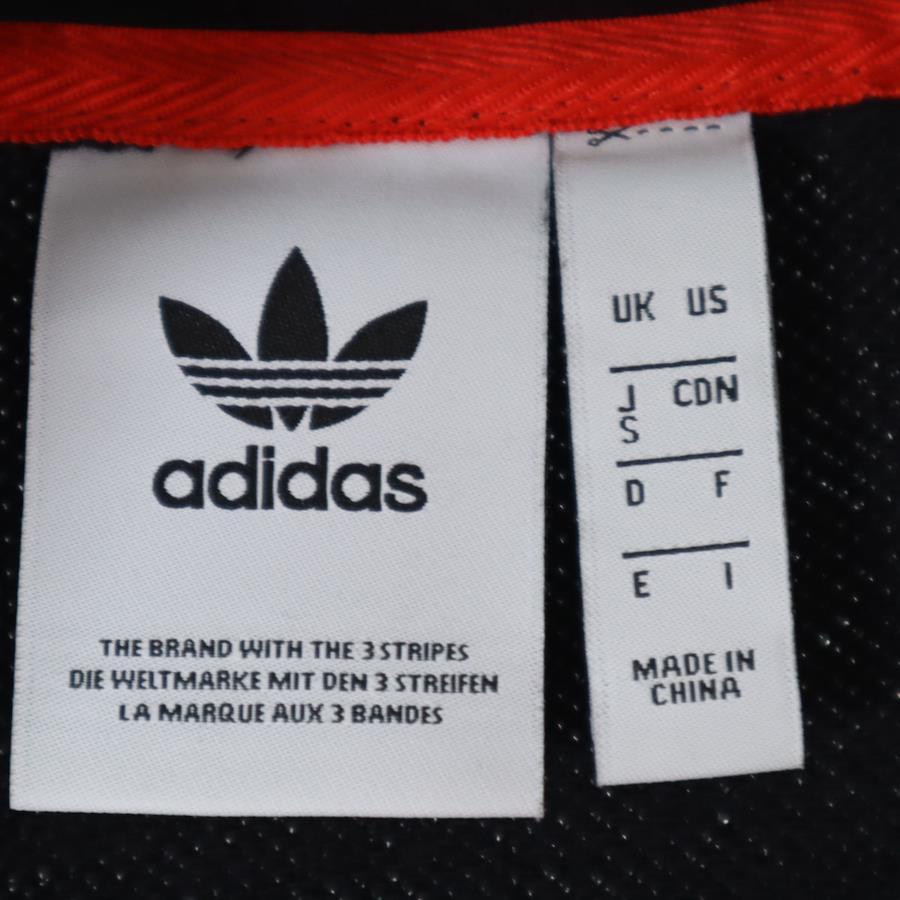 adidas
THE BRAND WITH THE 3 STRIPES
DIE WELTMARKE MIT DEN 3 STREIFEN
LA MARQUE AUX 3 BANDES
UK US
J CDN
S
D F
E I
MADE IN
CHINA